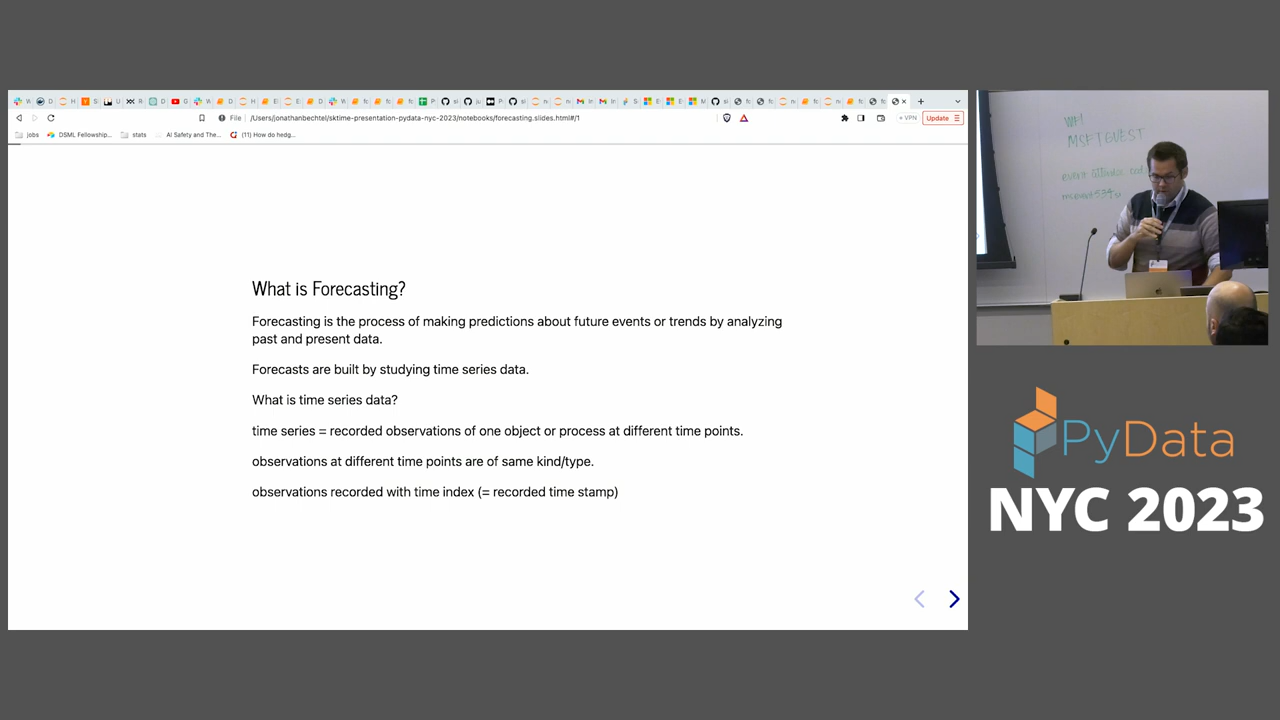 File
/Users/jonathanbechtel/sktime-presentation-pydata-nyc-2023/notebooks/forecasting.slides.html#/1
VPN
Update
jobs
DSML Fellowship...
stats
AI Safety and The...
(11) How do hedg...
What is Forecasting?
Forecasting is the process of making predictions about future events or trends by analyzing
past and present data.
Forecasts are built by studying time series data.
What is time series data?
time series = recorded observations of one object or process at different time points.
observations at different time points are of same kind/type.
observations recorded with time index (= recorded time stamp)
MSFTGUEST
PyData
NYC 2023